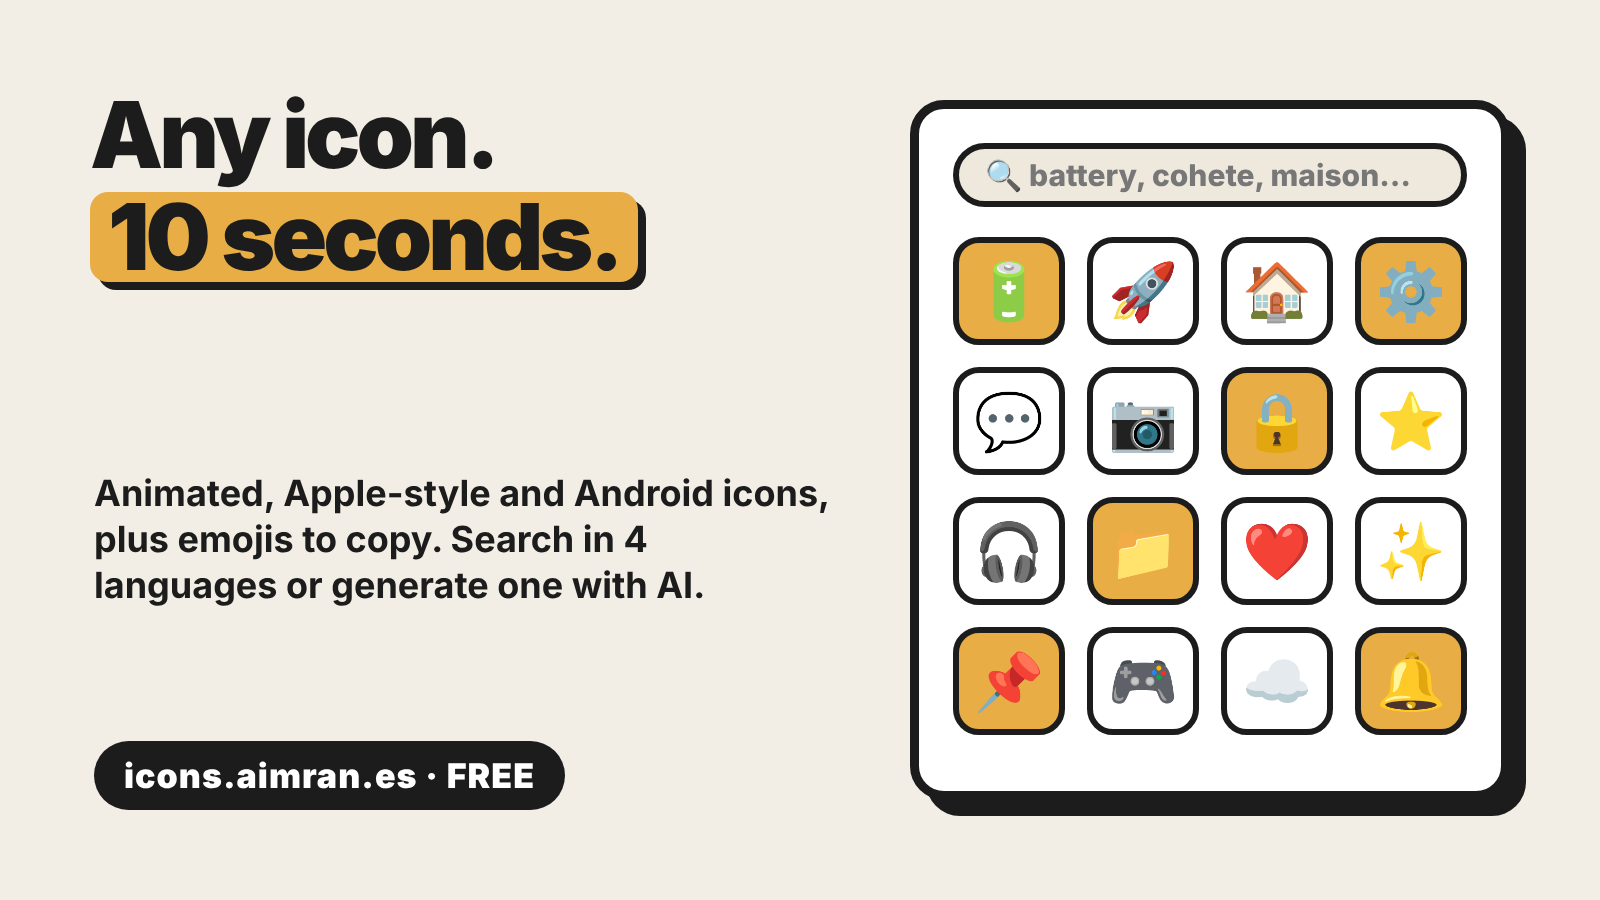 Any icon.
10 seconds.
Animated, Apple-style and Android icons,
plus emojis to copy. Search in 4
languages or generate one with AI.
icons.aimran.es · FREE
🔍 battery, cohete, maison...